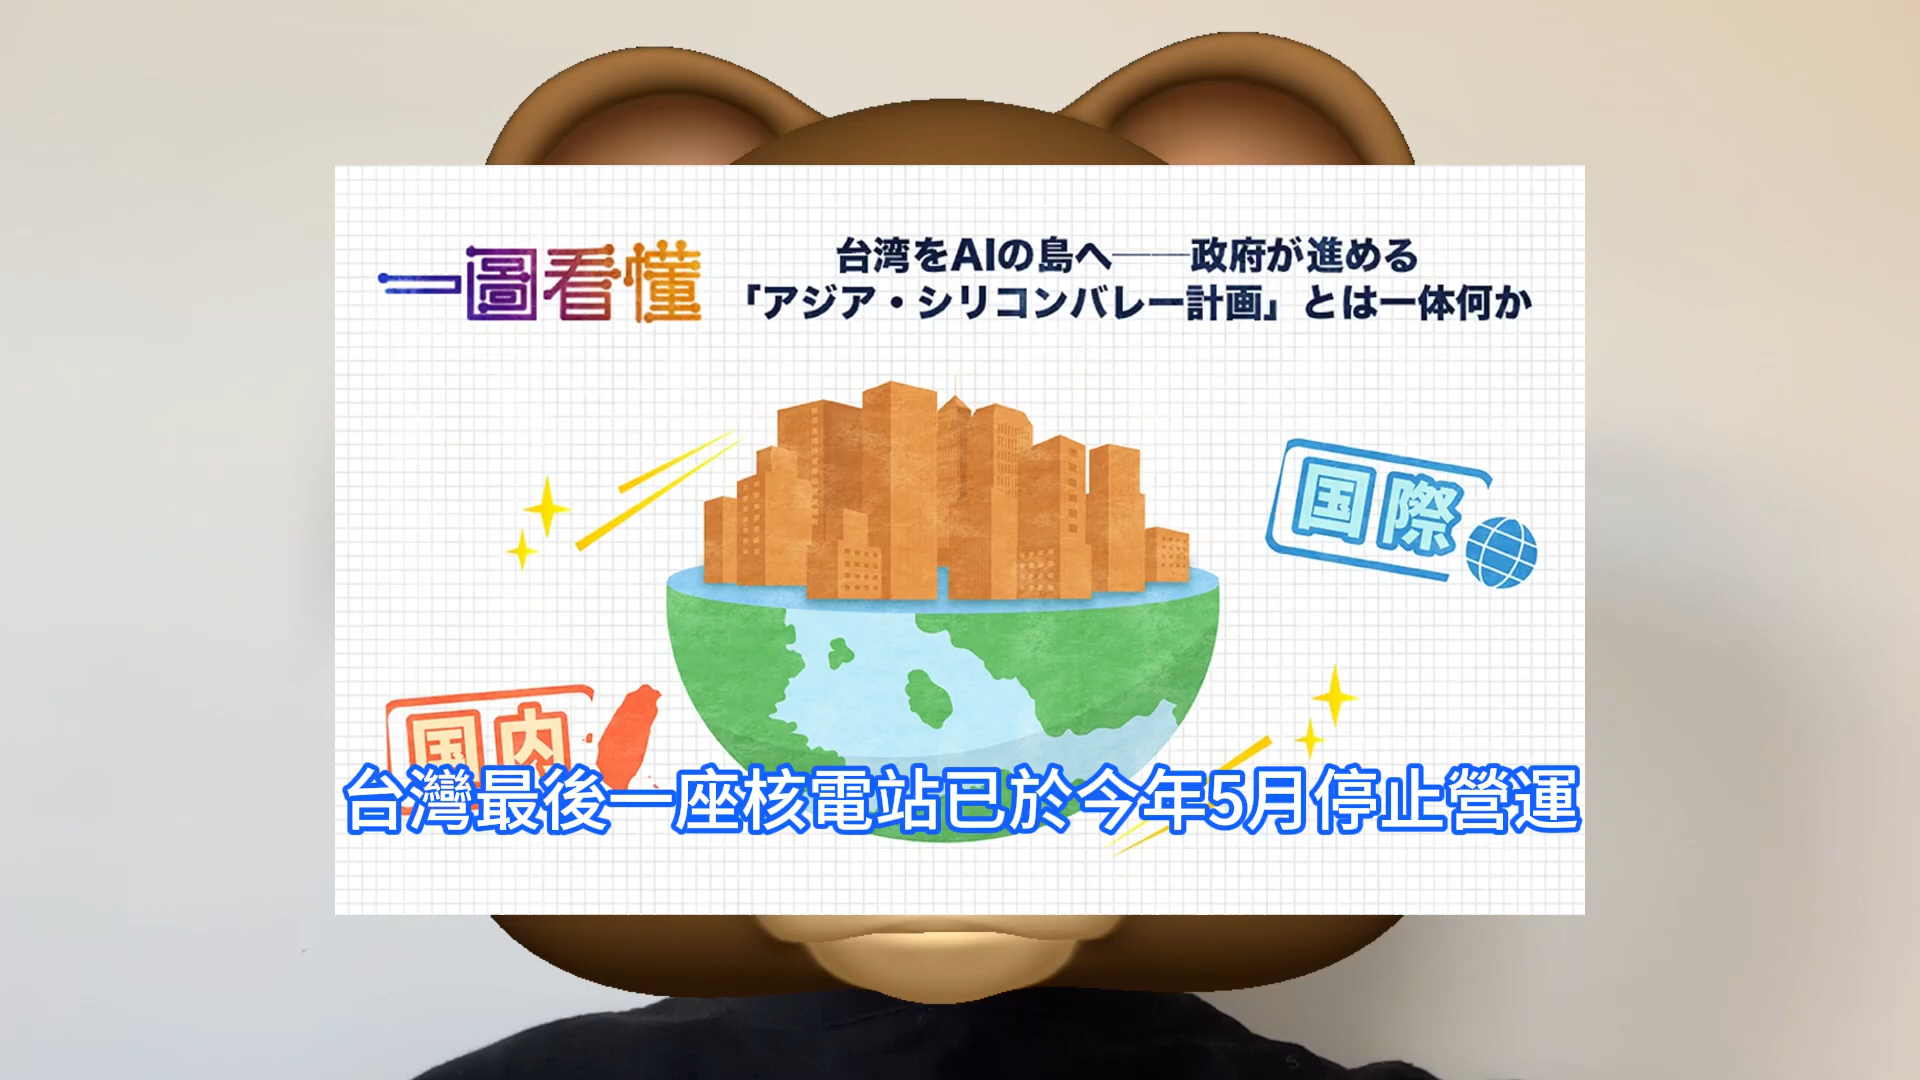 一圖看懂
台湾をAIの島へ──政府が進める
「アジア・シリコンバレー計画」とは一体何か
国際
国内
台灣最後一座核電站已於今年5月停止營運